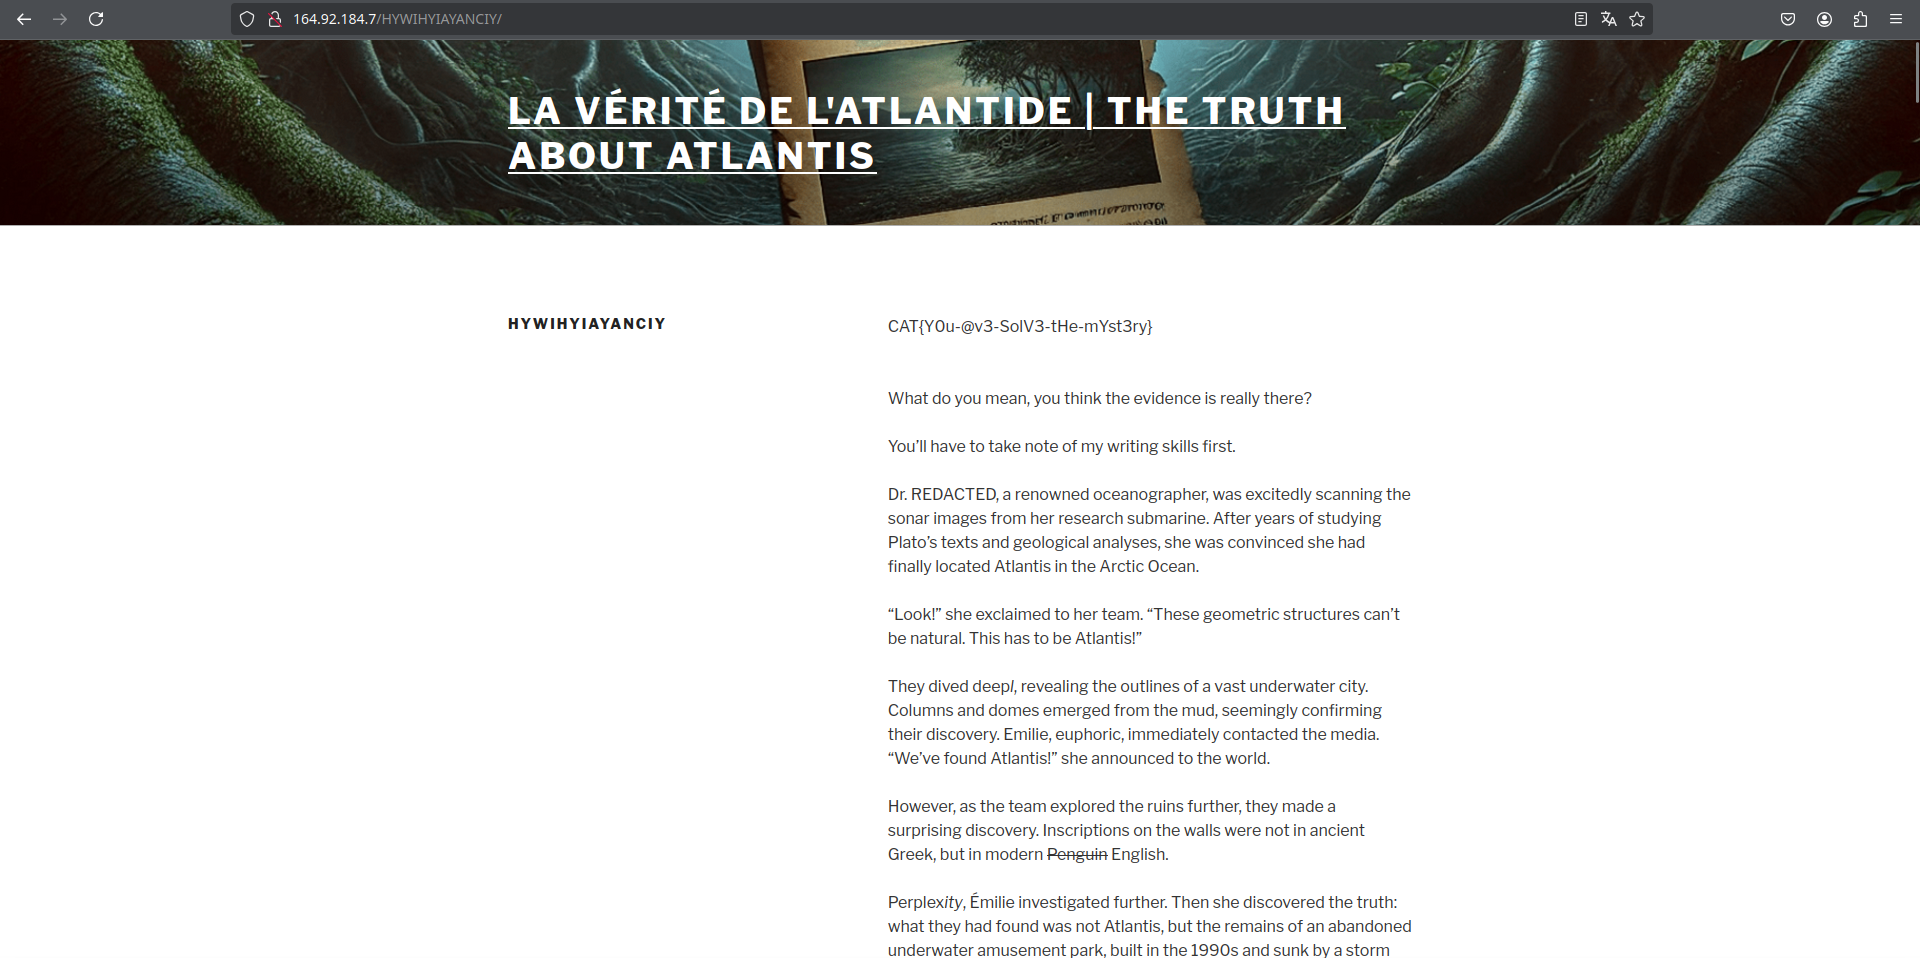 164.92.184.7/HYWIHYIAYANCIY/
LA VÉRITÉ DE L'ATLANTIDE | THE TRUTH
ABOUT ATLANTIS
HYWIHYIAYANCIY
CAT{Y0u-@v3-SolV3-tHe-mYst3ry}
What do you mean, you think the evidence is really there?
You’ll have to take note of my writing skills first.
Dr. REDACTED, a renowned oceanographer, was excitedly scanning the
sonar images from her research submarine. After years of studying
Plato’s texts and geological analyses, she was convinced she had
finally located Atlantis in the Arctic Ocean.
“Look!” she exclaimed to her team. “These geometric structures can’t
be natural. This has to be Atlantis!”
They dived deepl, revealing the outlines of a vast underwater city.
Columns and domes emerged from the mud, seemingly confirming
their discovery. Emilie, euphoric, immediately contacted the media.
“We’ve found Atlantis!” she announced to the world.
However, as the team explored the ruins further, they made a
surprising discovery. Inscriptions on the walls were not in ancient
Greek, but in modern Penguin English.
Perplexity, Émilie investigated further. Then she discovered the truth:
what they had found was not Atlantis, but the remains of an abandoned
underwater amusement park, built in the 1990s and sunk by a storm